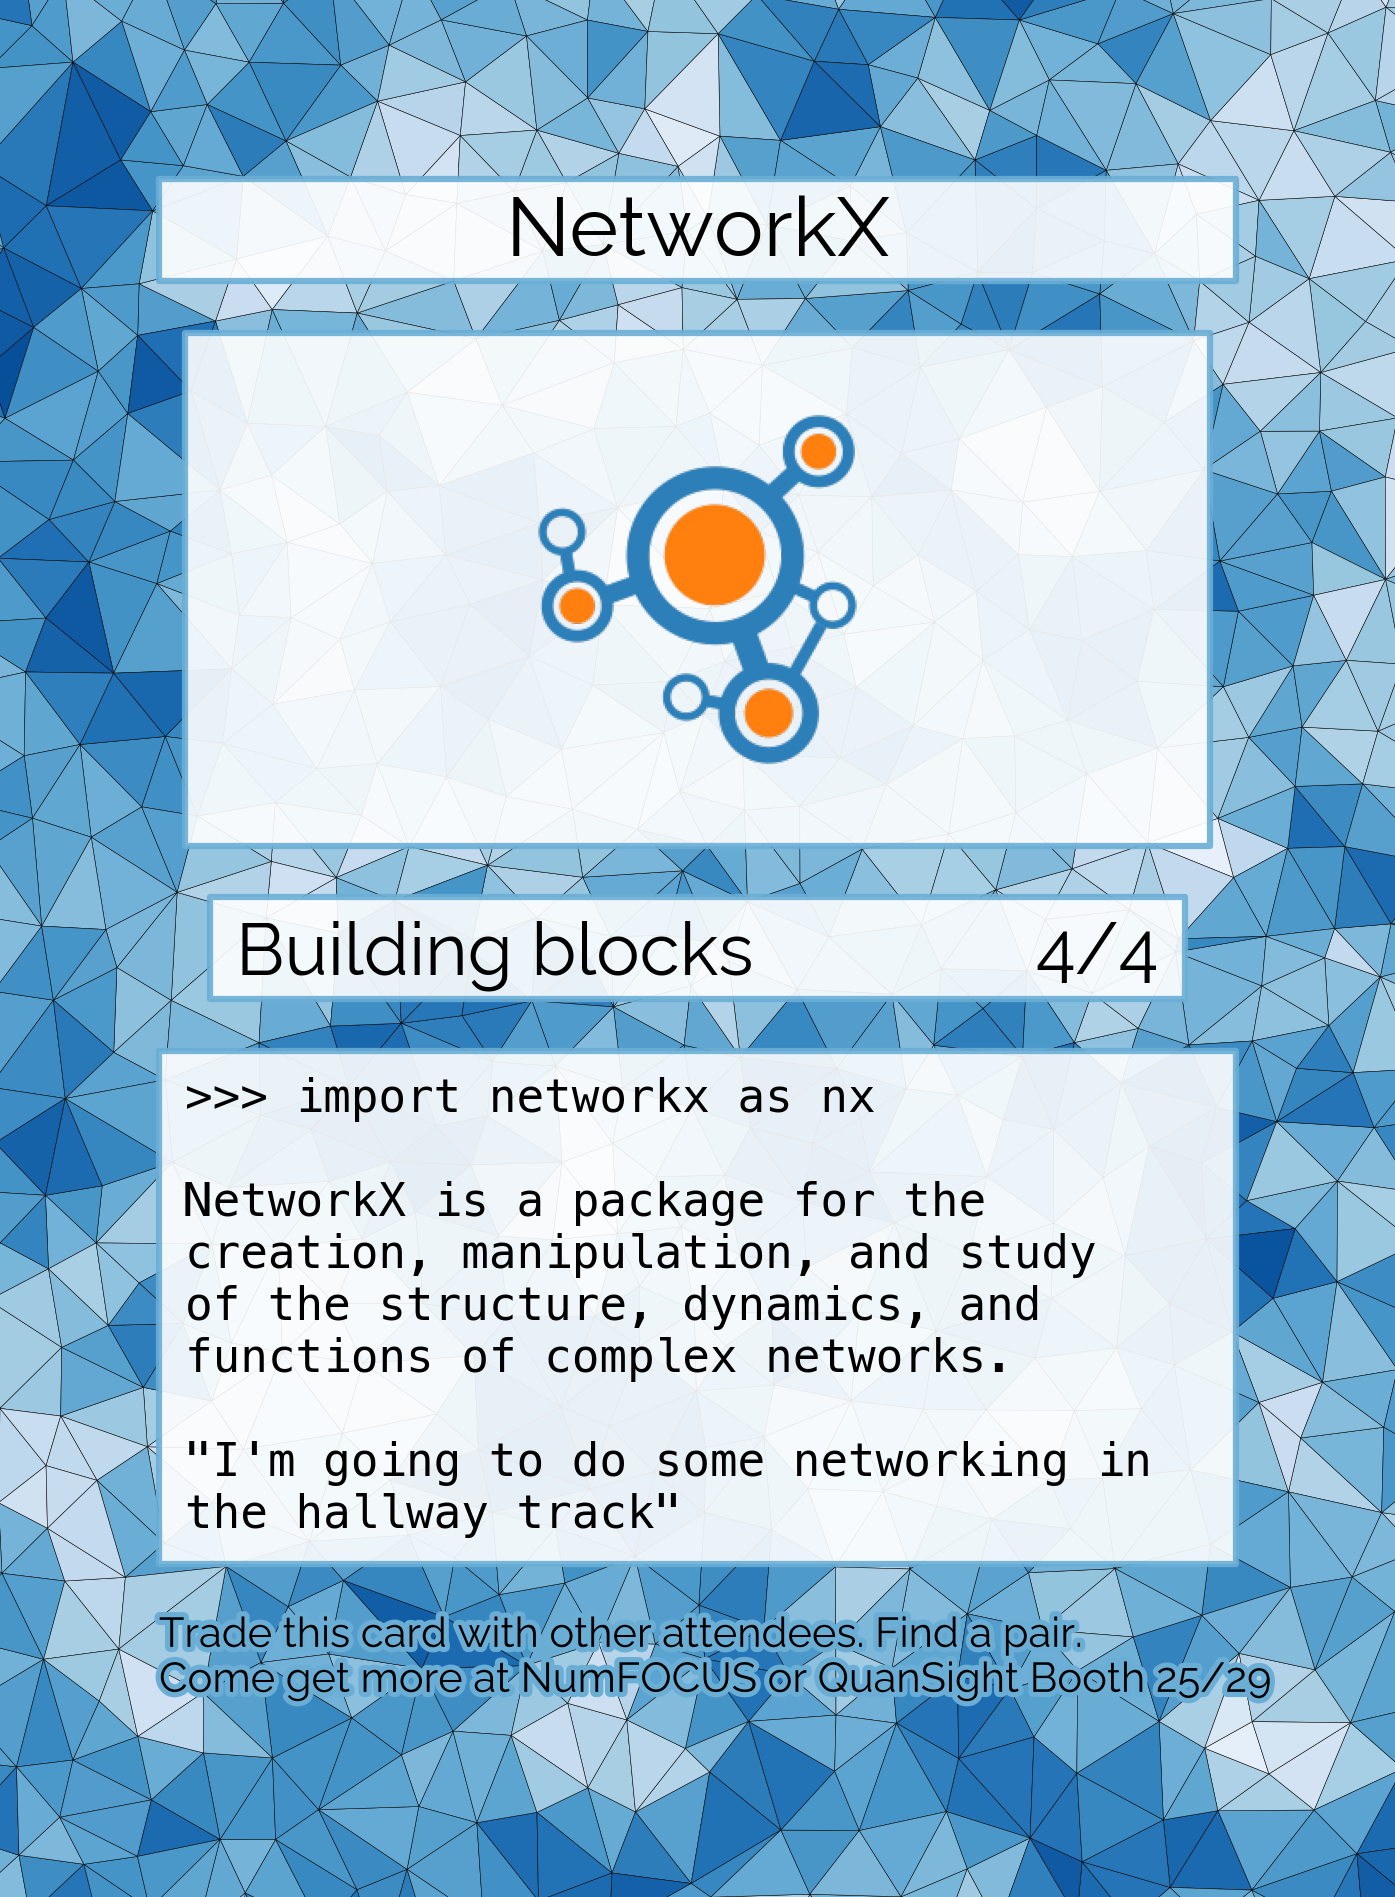 NetworkX
Building blocks 4/4
>>> import networkx as nx
NetworkX is a package for the
creation, manipulation, and study
of the structure, dynamics, and
functions of complex networks.
"I'm going to do some networking in
the hallway track"
Trade this card with other attendees. Find a pair.
Come get more at NumFOCUS or QuanSight Booth 25/29